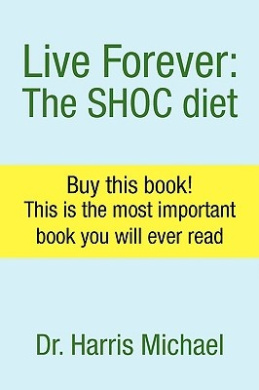 Live Forever:
The SHOC diet
Buy this book!
This is the most important
book you will ever read
Dr. Harris Michael